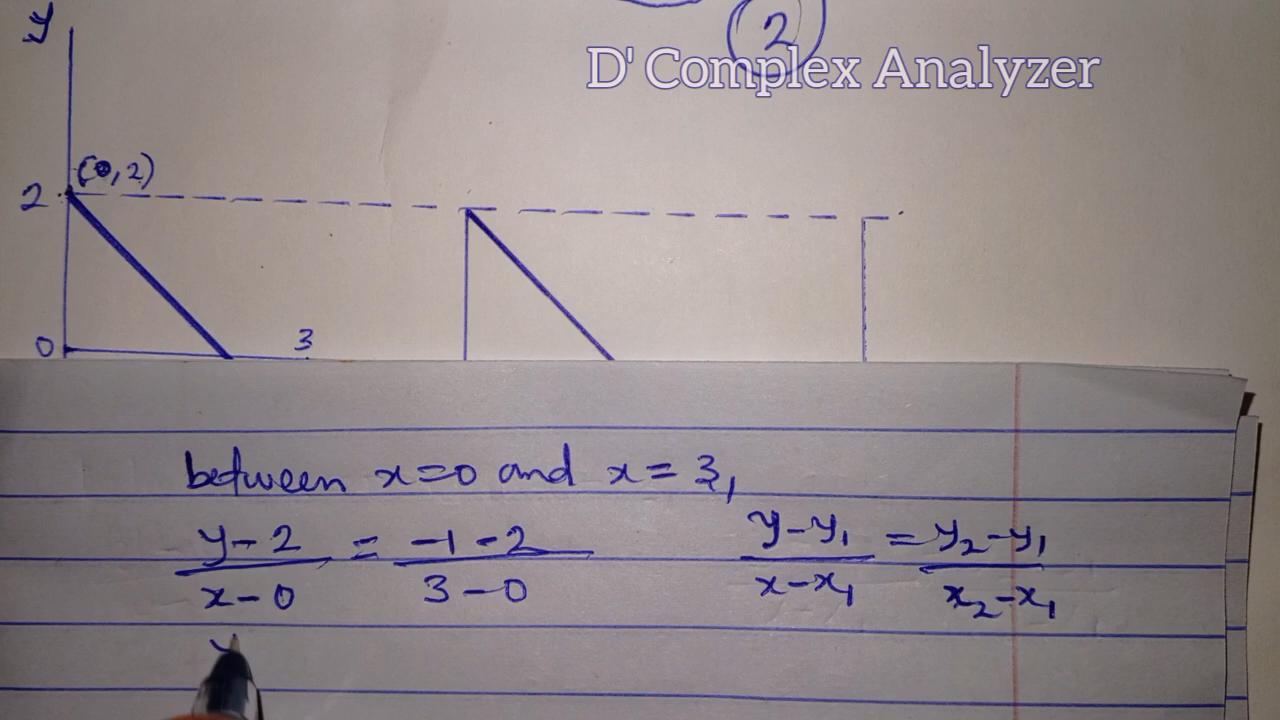 2
D' Complex Analyzer
y
(0,2)
2
0
3
between x=0 and x=3,
y-2/x-0 = -1-2/3-0
y-y₁/x-x₁ = y₂-y₁/x₂-x₁